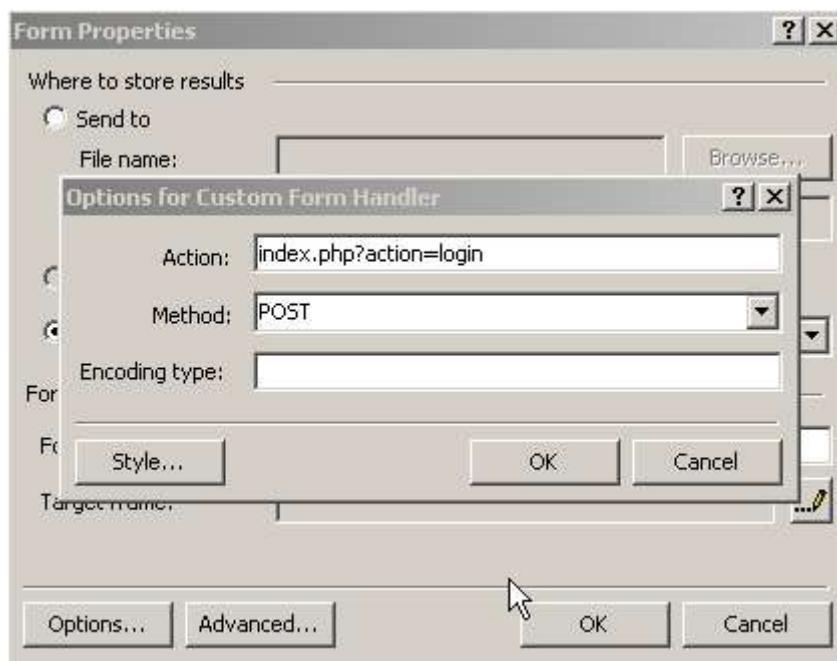 Form Properties
Where to store results
Send to
File name:
Browse...
Options for Custom Form Handler
Action: index.php?action=login
Method: POST
Encoding type:
Style...
OK
Cancel
Options...
Advanced...
OK
Cancel